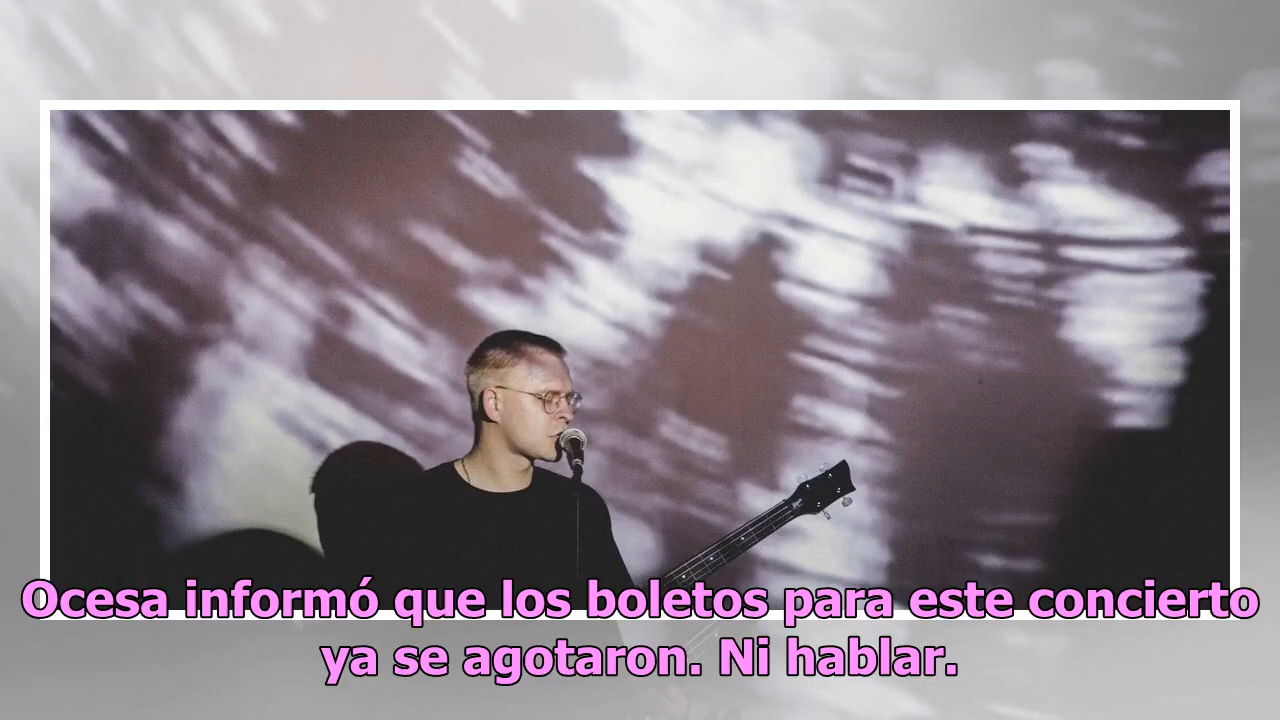 Ocesa informó que los boletos para este concierto
ya se agotaron. Ni hablar.